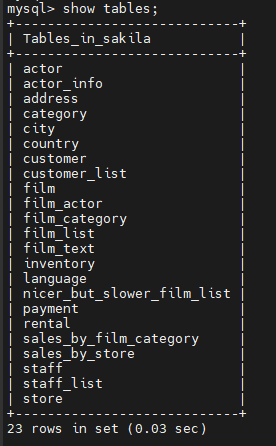 mysql> show tables;
+----------------------------+
| Tables_in_sakila           |
+----------------------------+
| actor                      |
| actor_info                 |
| address                    |
| category                   |
| city                       |
| country                    |
| customer                   |
| customer_list              |
| film                       |
| film_actor                 |
| film_category              |
| film_list                  |
| film_text                  |
| inventory                  |
| language                   |
| nicer_but_slower_film_list |
| payment                    |
| rental                     |
| sales_by_film_category     |
| sales_by_store             |
| staff                      |
| staff_list                 |
| store                      |
+----------------------------+
23 rows in set (0.03 sec)